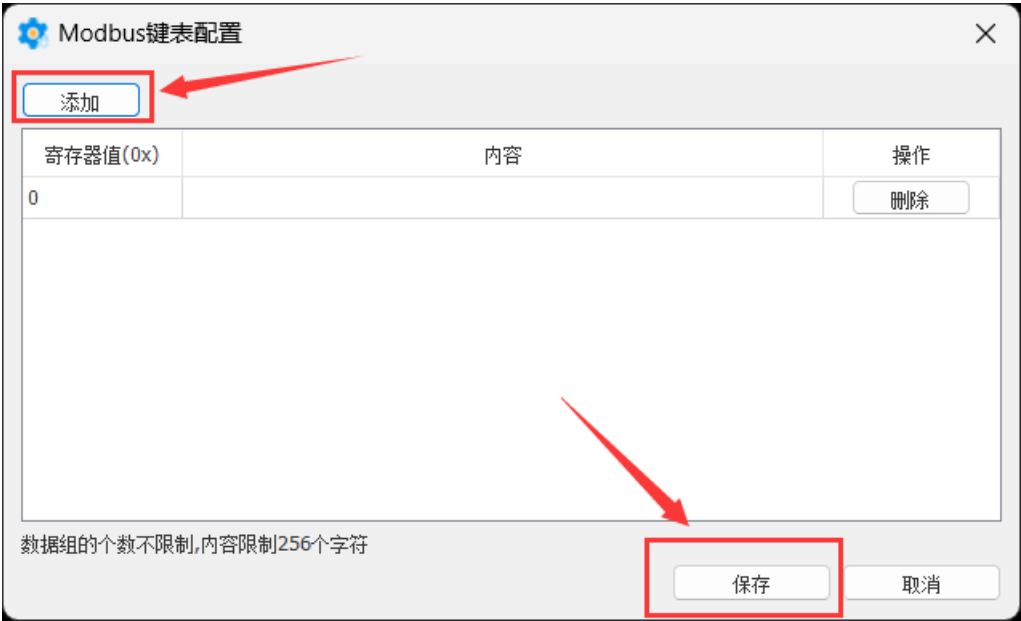 Modbus键表配置
添加
寄存器值(0x) 内容 操作
0 删除
数据组的个数不限制,内容限制256个字符
保存 取消